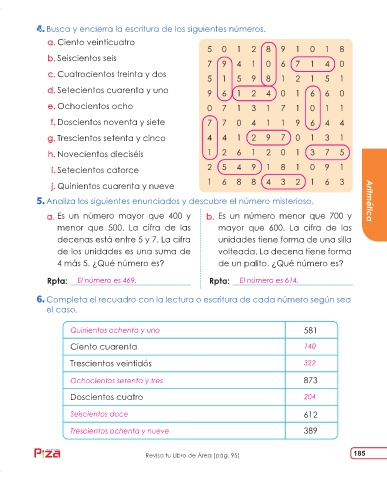 4. Busca y encierra la escritura de los siguientes números.
a. Ciento veinticuatro
b. Seiscientos seis
c. Cuatrocientos treinta y dos
d. Setecientos cuarenta y uno
e. Ochocientos ocho
f. Doscientos noventa y siete
g. Trescientos setenta y cinco
h. Novecientos dieciséis
i. Setecientos catorce
j. Quinientos cuarenta y nueve
5 0 1 2 8 9 1 0 1 8
7 9 4 1 0 6 7 1 4 0
5 1 5 9 8 1 2 1 5 1
9 6 1 2 4 0 1 6 6 0
0 7 1 3 1 7 1 0 1 1
7 7 0 4 1 1 9 6 4 4
4 4 1 2 9 7 0 1 3 1
1 2 6 1 2 0 1 3 7 5
2 5 4 9 1 8 1 0 9 1
1 6 8 8 4 3 2 1 6 3
5. Analiza los siguientes enunciados y descubre el número misterioso.
a. Es un número mayor que 400 y
menor que 500. La cifra de las
decenas está entre 5 y 7. La cifra
de los unidades es una suma de
4 más 5. ¿Qué número es?
Rpta: El número es 469.
b. Es un número menor que 700 y
mayor que 600. La cifra de las
unidades tiene forma de una silla
volteada. La decena tiene forma
de un palito. ¿Qué número es?
Rpta: El número es 614.
6. Completa el recuadro con la lectura o escritura de cada número según sea
el caso.
Quinientos ochenta y uno 581
Ciento cuarenta 140
Trescientos veintidós 322
Ochocientos setenta y tres 873
Doscientos cuatro 204
Seiscientos doce 612
Trescientos ochenta y nueve 389
Aritmética
Pizza
Revisa tu Libro de Área (pág. 95)
185